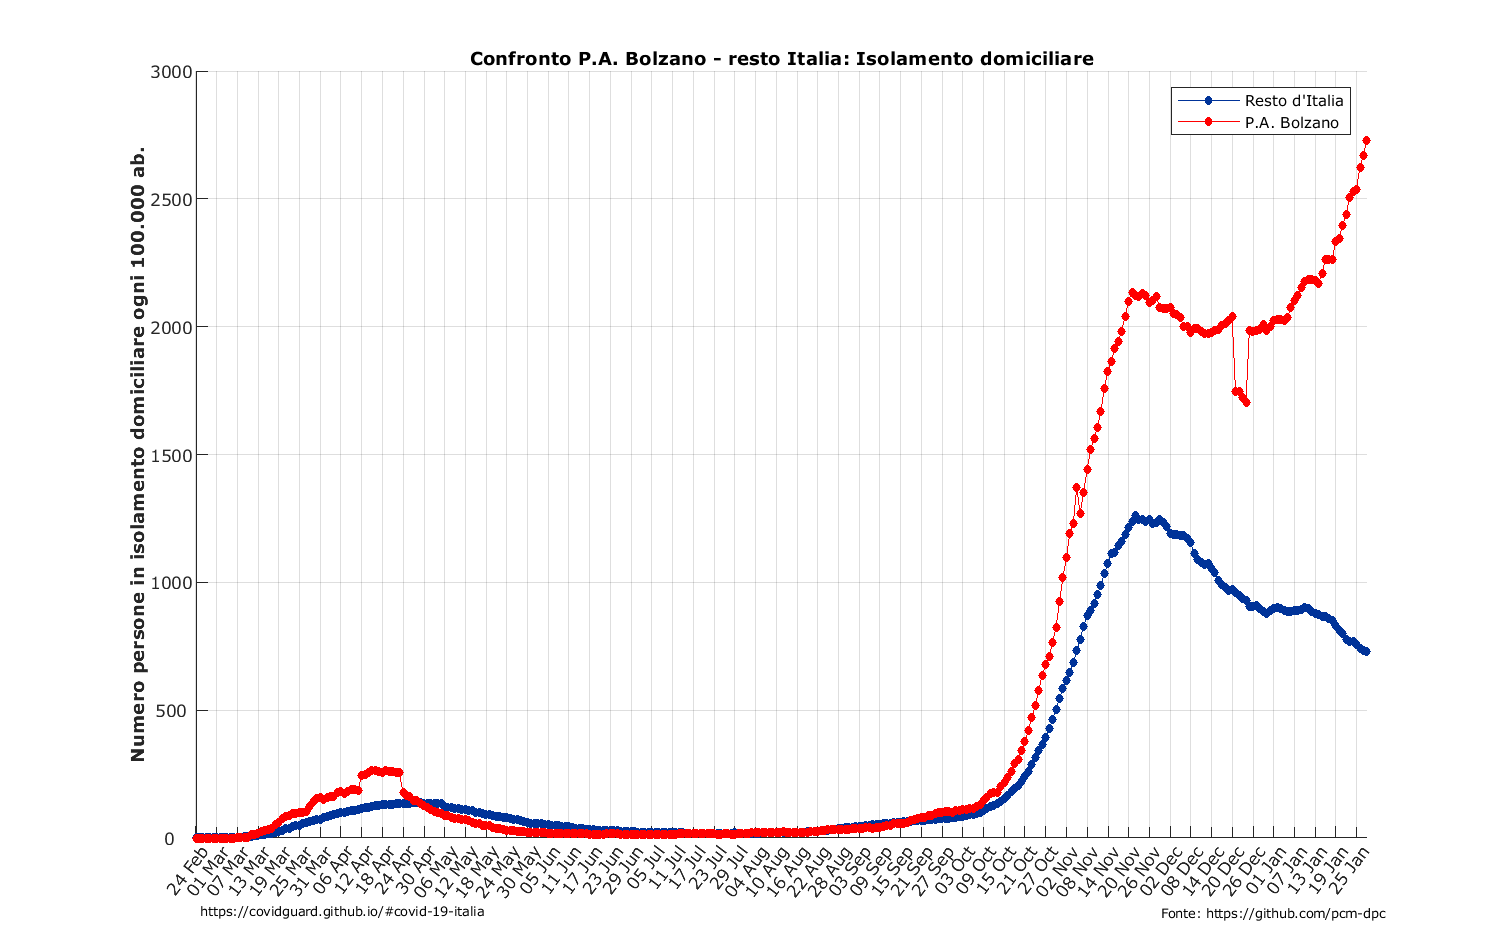 Confronto P.A. Bolzano - resto Italia: Isolamento domiciliare
Numero persone in isolamento domiciliare ogni 100.000 ab.
3000
2500
2000
1500
1000
500
0
Resto d'Italia
P.A. Bolzano
24 Feb
01 Mar
07 Mar
13 Mar
19 Mar
25 Mar
31 Mar
06 Apr
12 Apr
18 Apr
24 Apr
30 Apr
06 May
12 May
18 May
24 May
30 May
05 Jun
11 Jun
17 Jun
23 Jun
29 Jun
05 Jul
11 Jul
17 Jul
23 Jul
29 Jul
04 Aug
10 Aug
16 Aug
22 Aug
28 Aug
03 Sep
09 Sep
15 Sep
21 Sep
27 Sep
03 Oct
09 Oct
15 Oct
21 Oct
27 Oct
02 Nov
08 Nov
14 Nov
20 Nov
26 Nov
02 Dec
08 Dec
14 Dec
20 Dec
26 Dec
01 Jan
07 Jan
13 Jan
19 Jan
25 Jan
https://covidguard.github.io/#covid-19-italia
Fonte: https://github.com/pcm-dpc